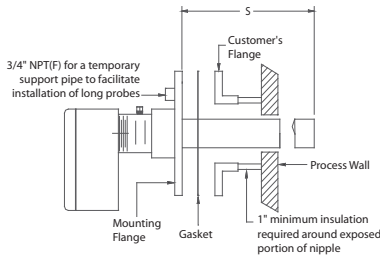 S
Customer's
Flange
3/4" NPT(F) for a temporary
support pipe to facilitate
installation of long probes
Process Wall
Mounting
Flange
Gasket
1" minimum insulation
required around exposed
portion of nipple